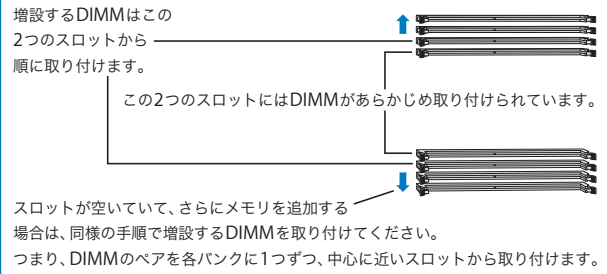 増設するDIMMはこの
2つのスロットから
順に取り付けます。
この2つのスロットにはDIMMがあらかじめ取り付けられています。
スロットが空いていて、さらにメモリを追加する
場合は、同様の手順で増設するDIMMを取り付けてください。
つまり、DIMMのペアを各バンクに1つずつ、中心に近いスロットから取り付けます。